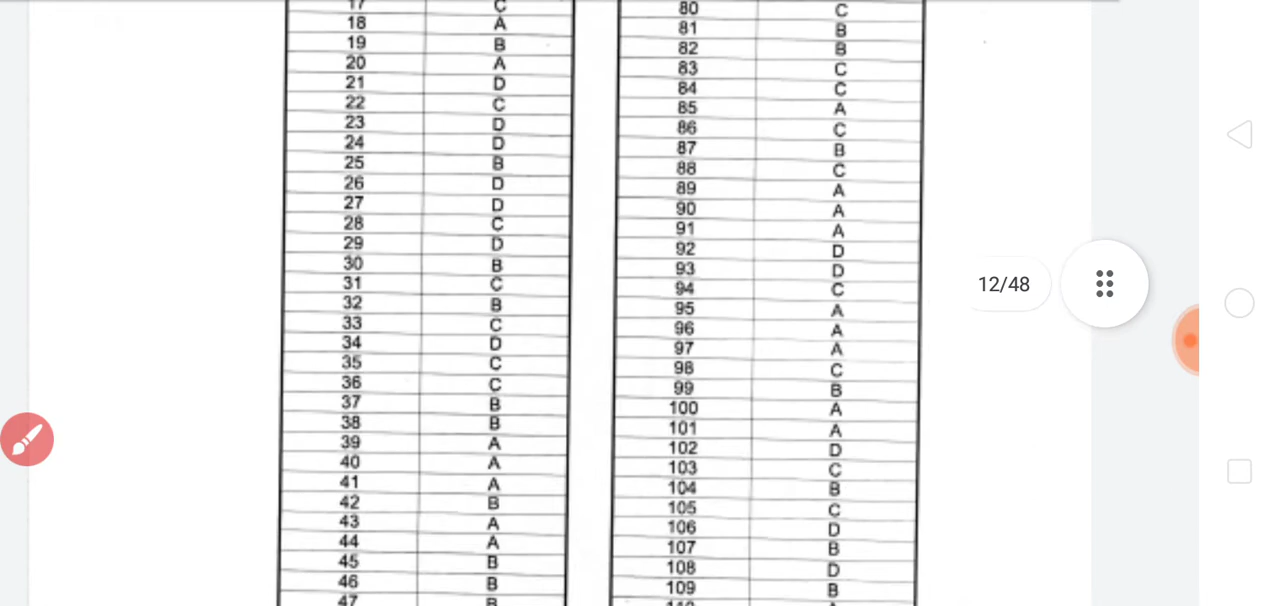 17 C
18 A
19 B
20 A
21 D
22 C
23 D
24 D
25 B
26 D
27 D
28 C
29 D
30 B
31 C
32 B
33 C
34 D
35 C
36 C
37 B
38 B
39 A
40 A
41 A
42 B
43 A
44 A
45 B
46 B
47 B
80 C
81 B
82 B
83 C
84 C
85 A
86 C
87 B
88 C
89 A
90 A
91 A
92 D
93 D
94 C
95 A
96 A
97 A
98 C
99 B
100 A
101 A
102 D
103 C
104 B
105 C
106 D
107 B
108 D
109 B
110
12/48